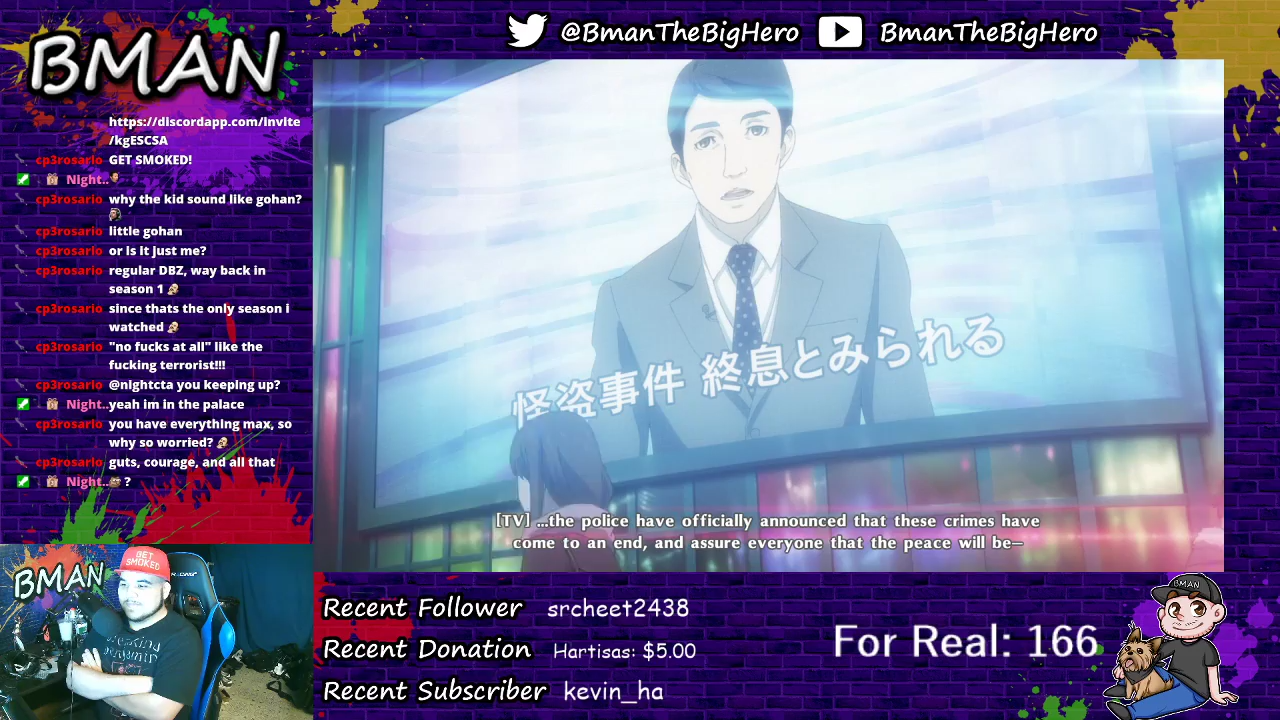 BMAN
@BmanTheBigHero
BmanTheBigHero
https://discordapp.com/invite
/kgESCSA
cp3rosario GET SMOKED!
Night..
cp3rosario why the kid sound like gohan?
cp3rosario little gohan
cp3rosario or is it just me?
cp3rosario regular DBZ, way back in
season 1
cp3rosario since thats the only season i
watched
cp3rosario "no fucks at all" like the
fucking terrorist!!!
cp3rosario @nightcta you keeping up?
Night.. yeah im in the palace
cp3rosario you have everything max, so
why so worried?
cp3rosario guts, courage, and all that
Night.. ?
怪盗事件 終息とみられる
[TV] ...the police have officially announced that these crimes have
come to an end, and assure everyone that the peace will be—
BMAN
GET
SMOKED
Recent Follower srcheet2438
Recent Donation Hartisas: $5.00
Recent Subscriber kevin_ha
For Real: 166
BMAN